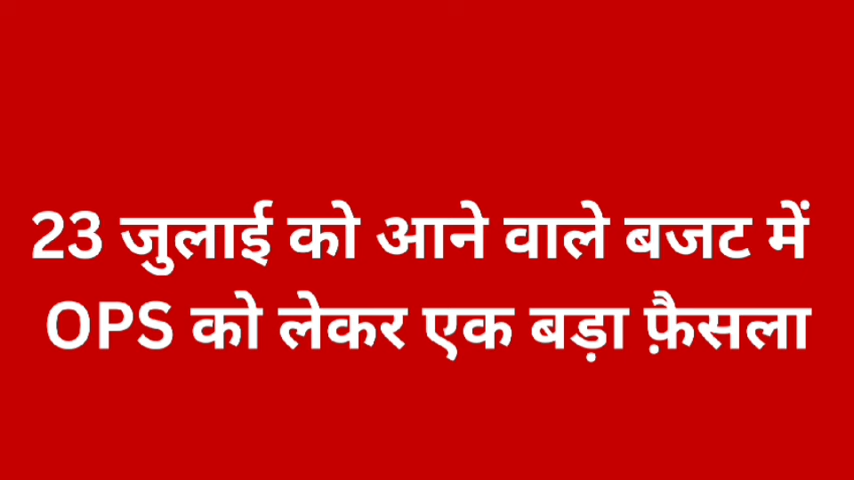 23 जुलाई को आने वाले बजट में
OPS को लेकर एक बड़ा फ़ैसला